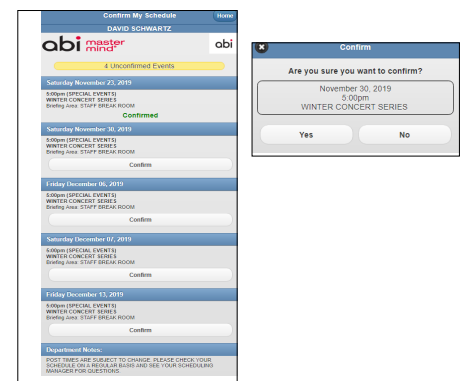 Confirm My Schedule
Home
DAVID SCHWARTZ
abi master mind
abi
4 Unconfirmed Events
Saturday November 23, 2019
5:00pm (SPECIAL EVENTS)
WINTER CONCERT SERIES
Briefing Area: STAFF BREAK ROOM
Confirmed
Saturday November 30, 2019
5:00pm (SPECIAL EVENTS)
WINTER CONCERT SERIES
Briefing Area: STAFF BREAK ROOM
Confirm
Friday December 06, 2019
5:00pm (SPECIAL EVENTS)
WINTER CONCERT SERIES
Briefing Area: STAFF BREAK ROOM
Confirm
Saturday December 07, 2019
5:00pm (SPECIAL EVENTS)
WINTER CONCERT SERIES
Briefing Area: STAFF BREAK ROOM
Confirm
Friday December 13, 2019
5:00pm (SPECIAL EVENTS)
WINTER CONCERT SERIES
Briefing Area: STAFF BREAK ROOM
Confirm
Department Notes:
POST TIMES ARE SUBJECT TO CHANGE. PLEASE CHECK YOUR
SCHEDULE ON A REGULAR BASIS AND SEE YOUR SCHEDULING
MANAGER FOR QUESTIONS
Confirm
Are you sure you want to confirm?
November 30, 2019
5:00pm
WINTER CONCERT SERIES
Yes
No